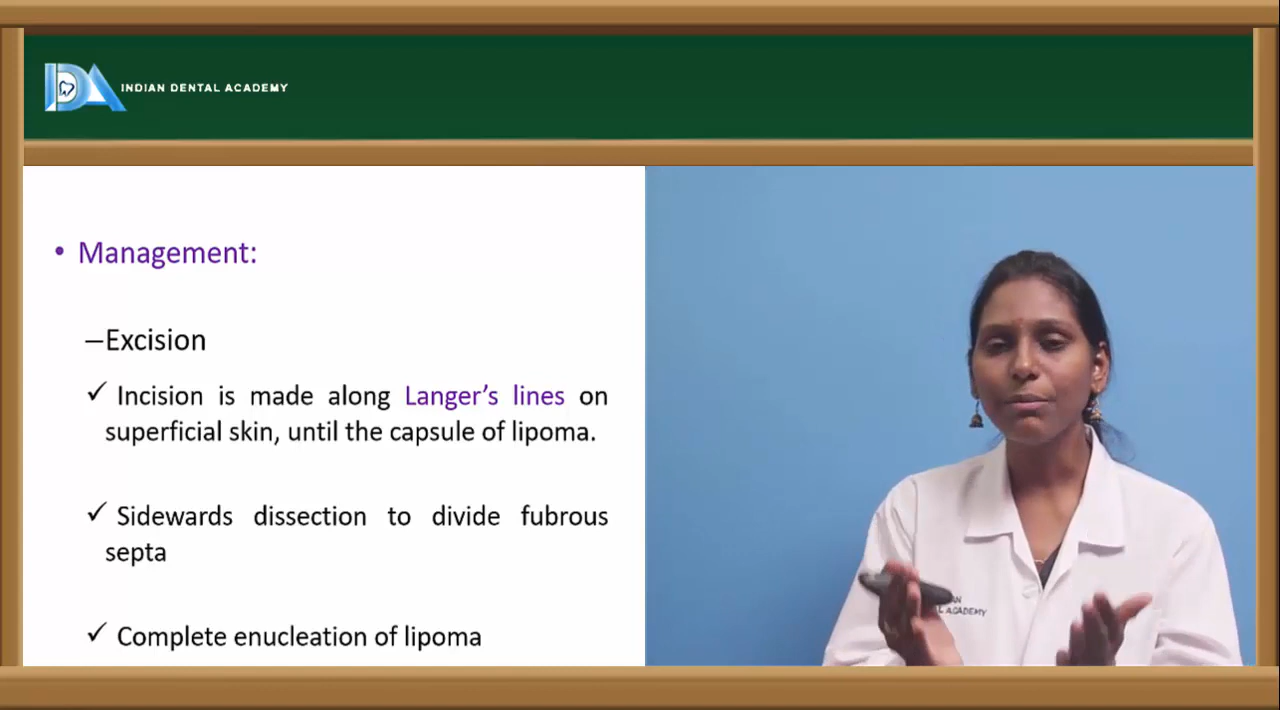 INDIAN DENTAL ACADEMY
• Management:
–Excision
✓ Incision is made along Langer’s lines on
superficial skin, until the capsule of lipoma.
✓ Sidewards dissection to divide fubrous
septa
✓ Complete enucleation of lipoma
L ACADEMY